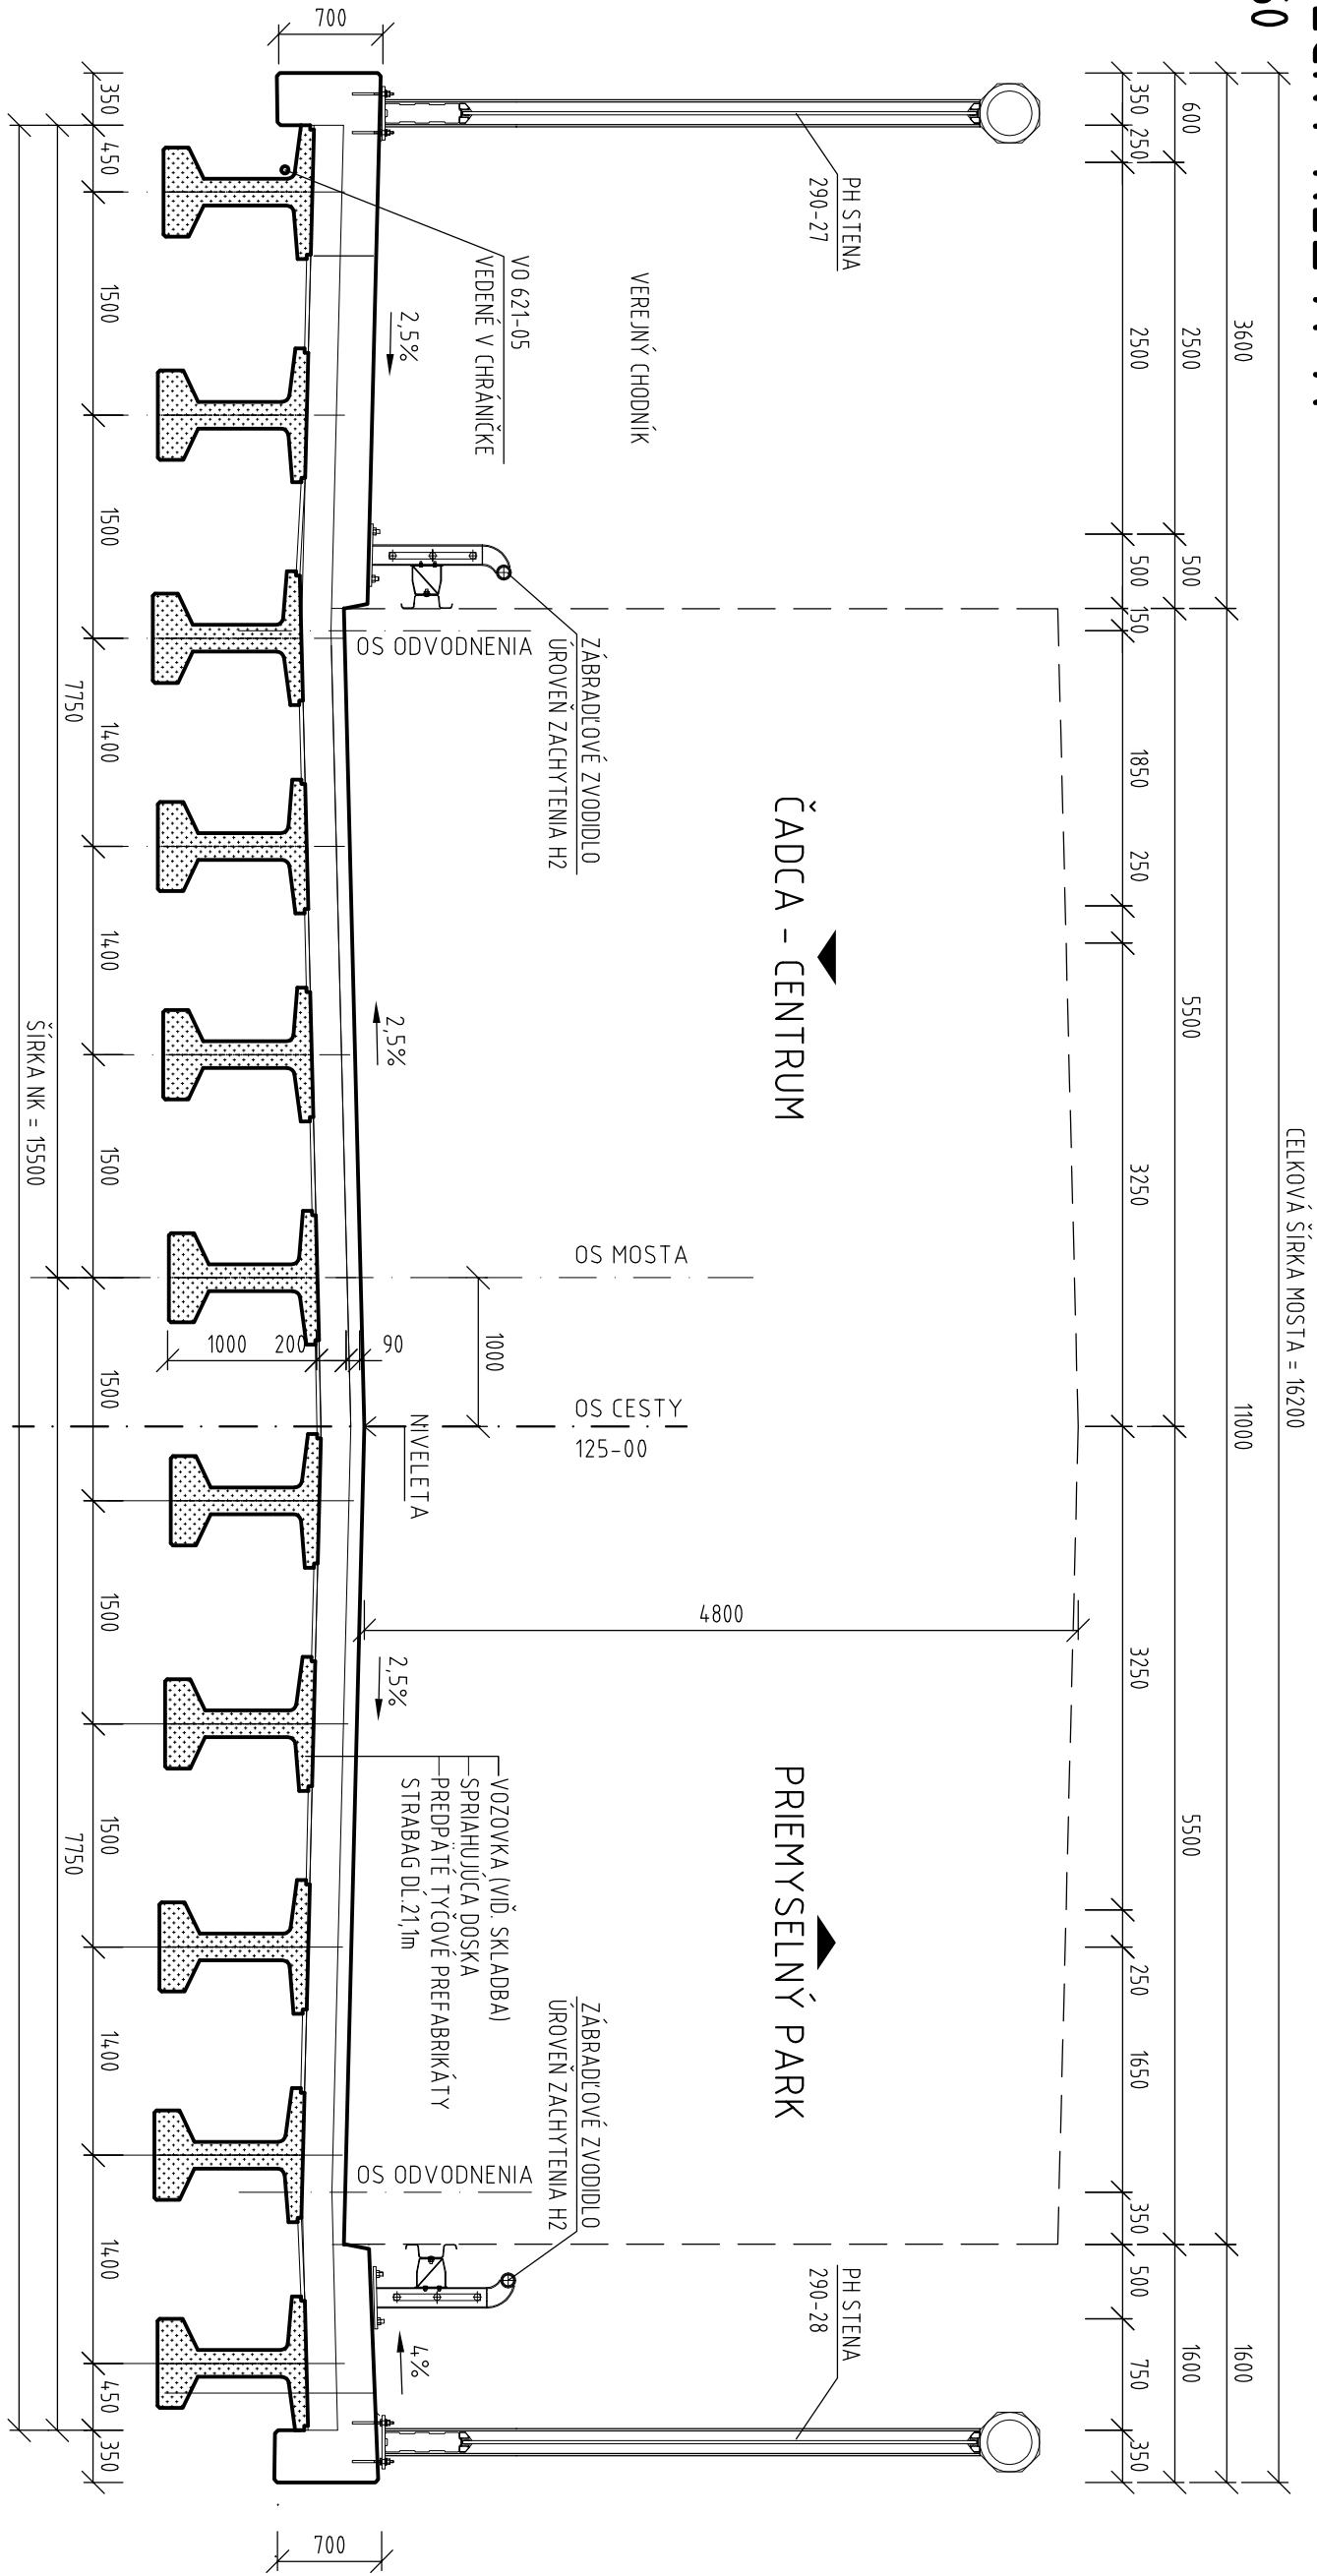 60
CELKOVÁ ŠÍRKA MOSTA = 16200
3600
11000
1600
600
2500
500
5500
5500
1600
350
250
2500
500
150
1850
250
3250
3250
250
1650
350
500
750
350
PH STENA
290-27
VEREJNÝ CHODNÍK
VO 621-05
VEDENÉ V CHRÁNIČKE
2,5%
ZÁBRADĽOVÉ ZVODIDLO
ÚROVEŇ ZACHYTENIA H2
OS ODVODNENIA
ČADCA - CENTRUM
2,5%
OS MOSTA
1000
OS CESTY
125-00
NIVELETA
90
200
1000
4800
2,5%
PRIEMYSELNÝ PARK
VOZOVKA (VIĎ. SKLADBA)
SPRIAHUJÚCA DOSKA
PREDPÄTÉ TYČOVÉ PREFABRIKÁTY
STRABAG DĹ.21,1m
ZÁBRADĽOVÉ ZVODIDLO
ÚROVEŇ ZACHYTENIA H2
OS ODVODNENIA
PH STENA
290-28
4%
700
700
350
450
1500
1500
1400
1400
1500
1500
1500
1500
1400
1400
450
350
7750
7750
ŠÍRKA NK = 15500